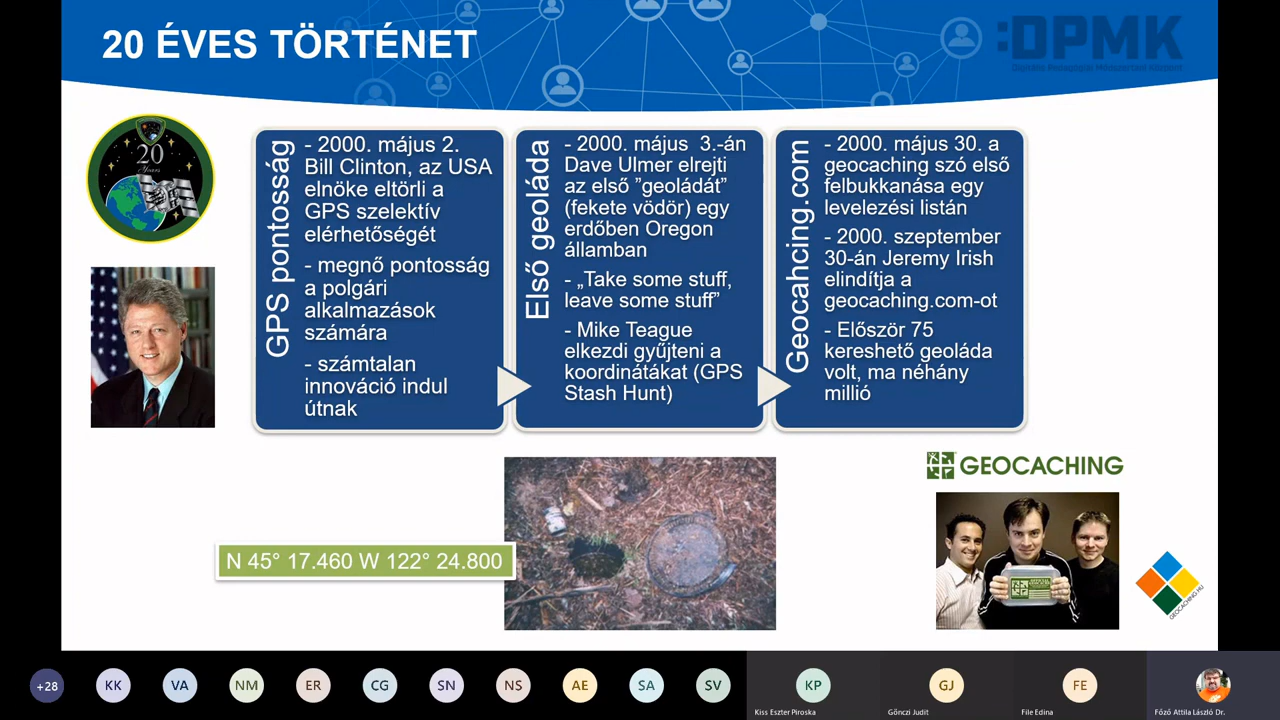 20 ÉVES TÖRTÉNET
:DPMK
Digitális Pedagógiai Módszertani Központ
20
Years
GPS pontosság
- 2000. május 2.
Bill Clinton, az USA
elnöke eltörli a
GPS szelektív
elérhetőségét
- megnő pontosság
a polgári
alkalmazások
számára
- számtalan
innováció indul
útnak
Első geoláda
- 2000. május 3.-án
Dave Ulmer elrejti
az első ”geoládát”
(fekete vödör) egy
erdőben Oregon
államban
- „Take some stuff,
leave some stuff”
- Mike Teague
elkezdi gyűjteni a
koordinátákat (GPS
Stash Hunt)
Geocahcing.com
- 2000. május 30. a
geocaching szó első
felbukkanása egy
levelezési listán
- 2000. szeptember
30-án Jeremy Irish
elindítja a
geocaching.com-ot
- Először 75
kereshető geoláda
volt, ma néhány
millió
GEOCACHING
N 45° 17.460 W 122° 24.800
GEOCACHING.HU
+28
KK
VA
NM
ER
CG
SN
NS
AE
SA
SV
KP
GJ
FE
Kiss Eszter Piroska
Gönczi Judit
File Edina
Főző Attila László Dr.